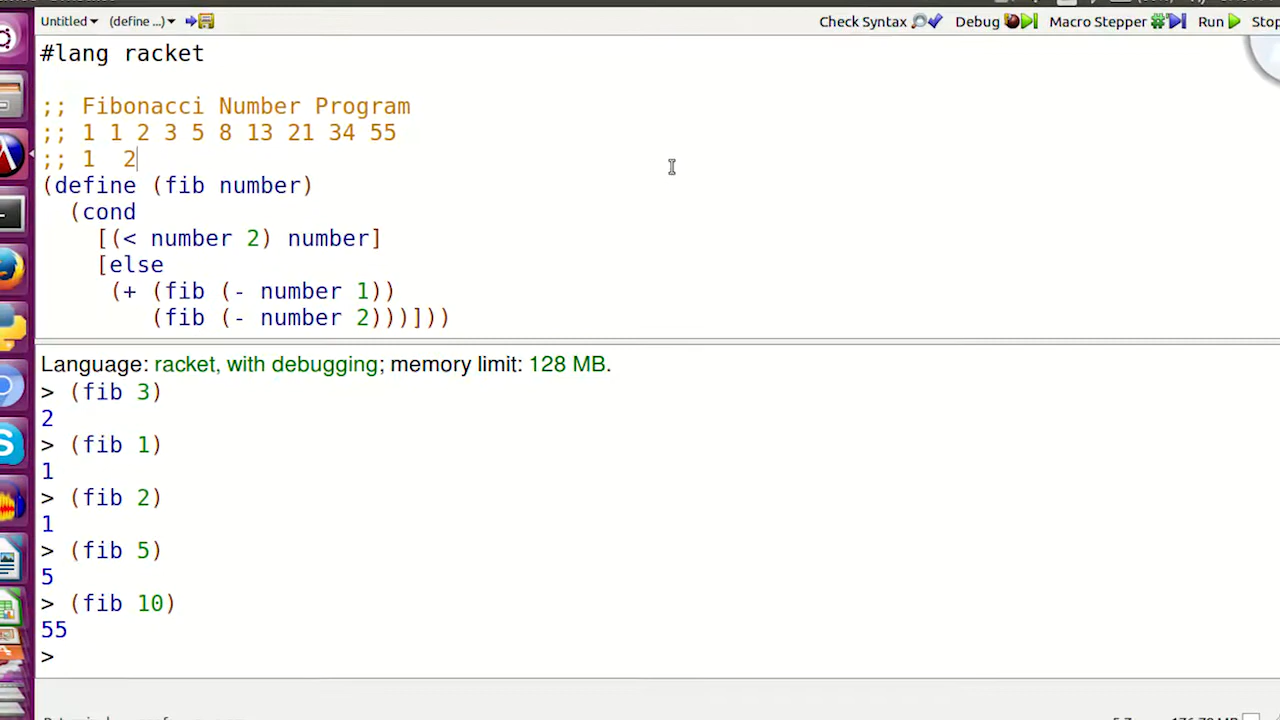 Untitled (define ...) Check Syntax Debug Macro Stepper Run Stop
#lang racket
;; Fibonacci Number Program
;; 1 1 2 3 5 8 13 21 34 55
;; 1  2
(define (fib number)
  (cond
    [(< number 2) number]
    [else
     (+ (fib (- number 1))
        (fib (- number 2)))]))
Language: racket, with debugging; memory limit: 128 MB.
> (fib 3)
2
> (fib 1)
1
> (fib 2)
1
> (fib 5)
5
> (fib 10)
55
>